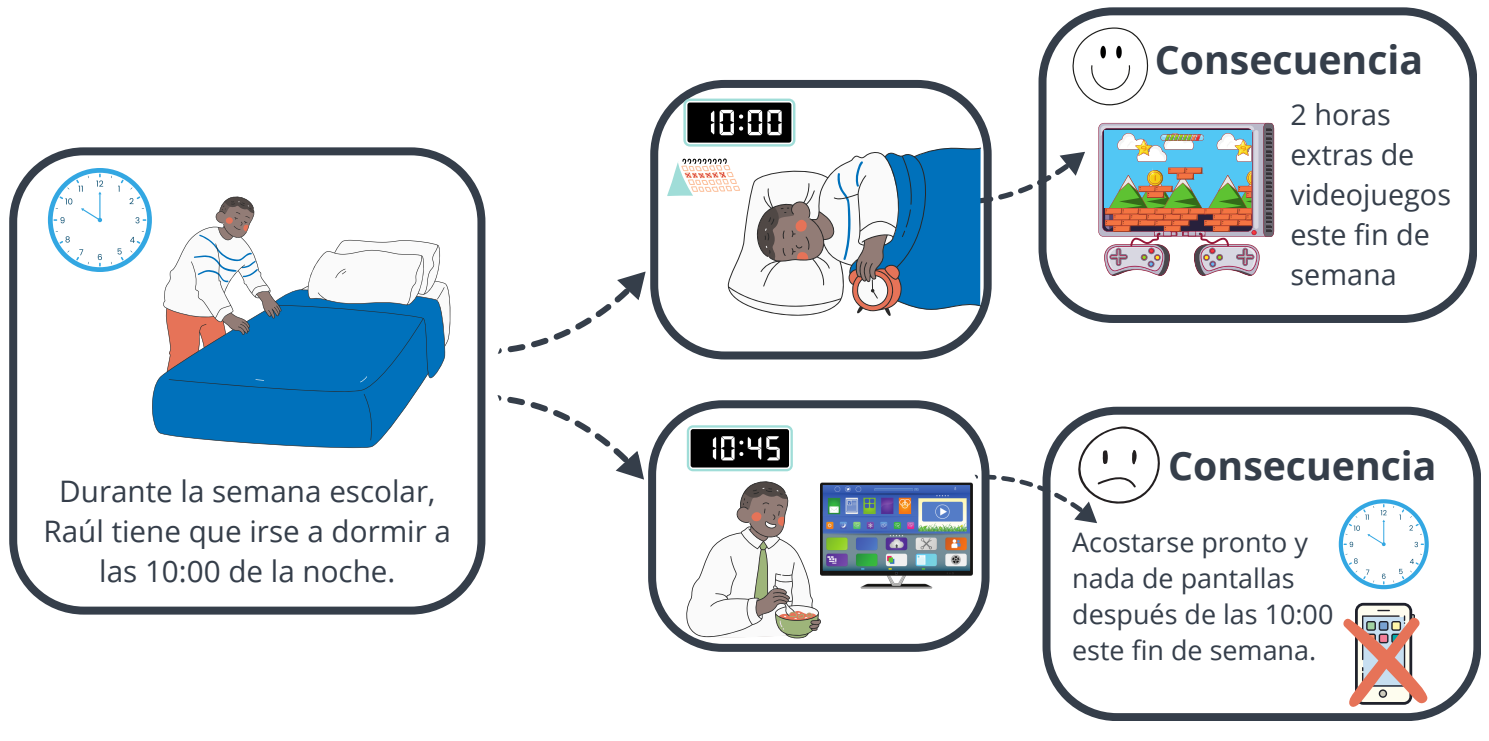 Durante la semana escolar,
Raúl tiene que irse a dormir a
las 10:00 de la noche.
10:00
Consecuencia
2 horas
extras de
videojuegos
este fin de
semana
10:45
Consecuencia
Acostarse pronto y
nada de pantallas
después de las 10:00
este fin de semana.